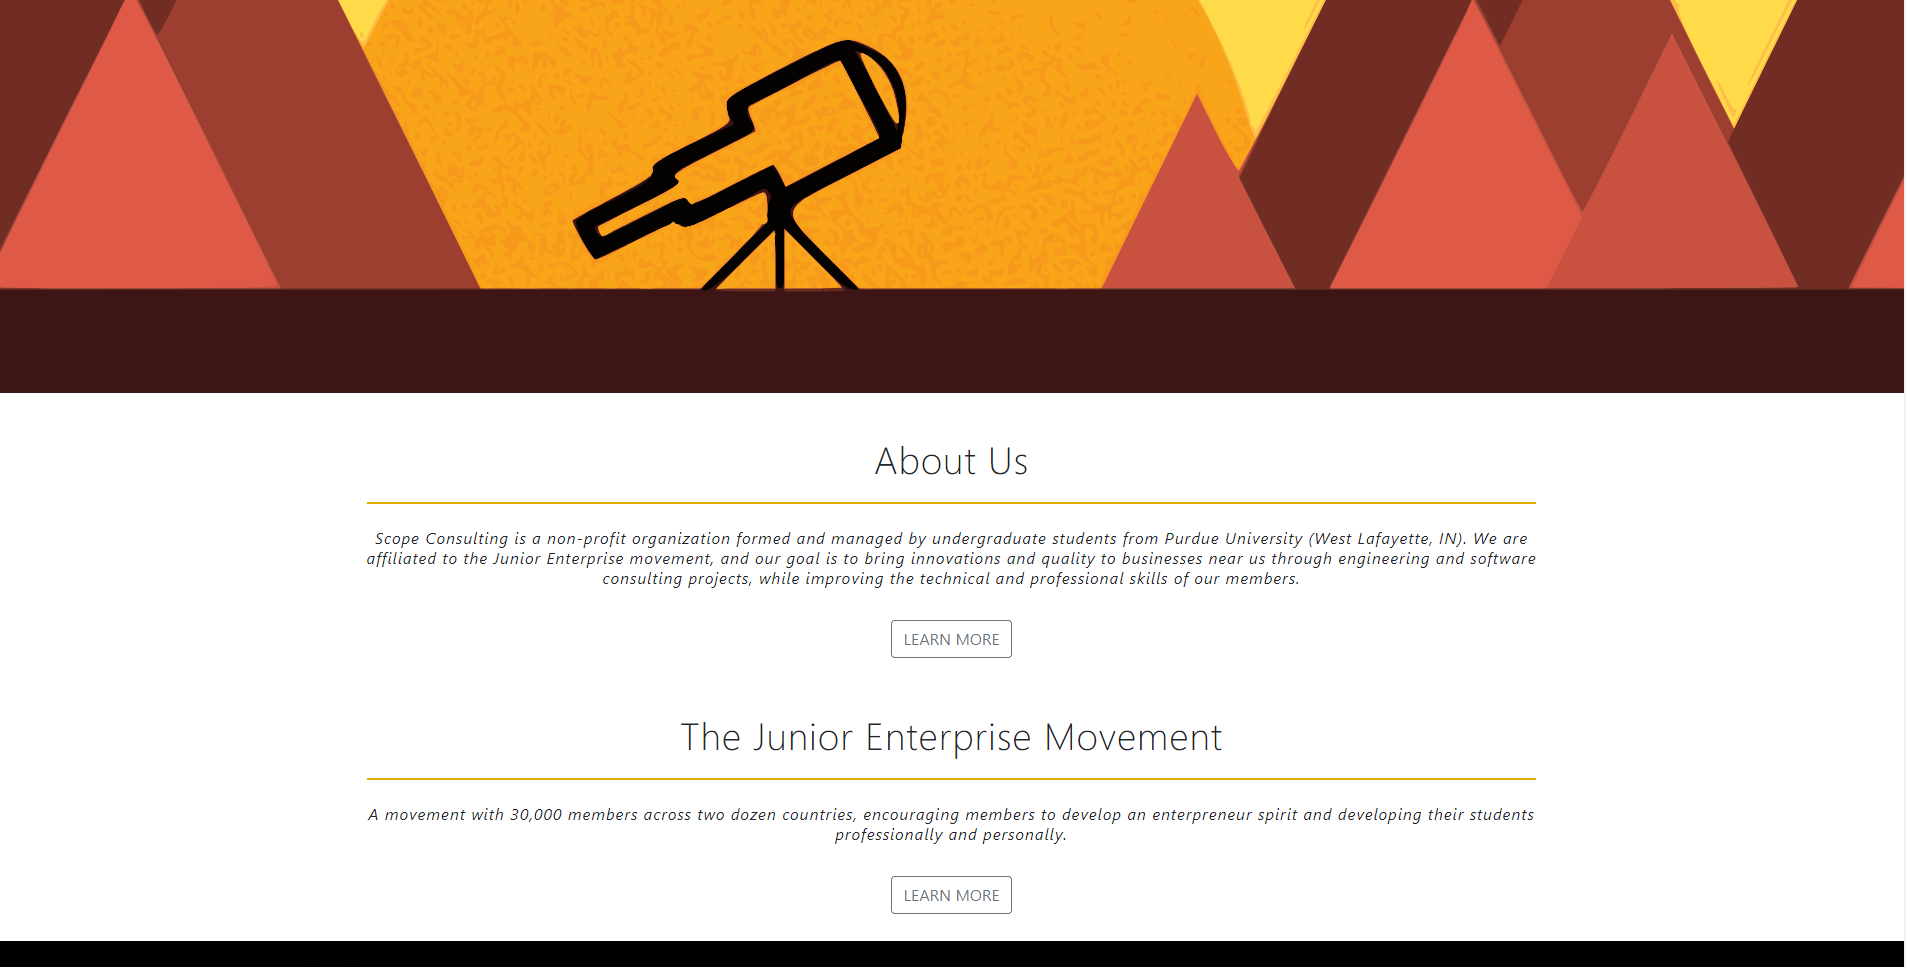 About Us
Scope Consulting is a non-profit organization formed and managed by undergraduate students from Purdue University (West Lafayette, IN). We are
affiliated to the Junior Enterprise movement, and our goal is to bring innovations and quality to businesses near us through engineering and software
consulting projects, while improving the technical and professional skills of our members.
LEARN MORE
The Junior Enterprise Movement
A movement with 30,000 members across two dozen countries, encouraging members to develop an enterpreneur spirit and developing their students
professionally and personally.
LEARN MORE